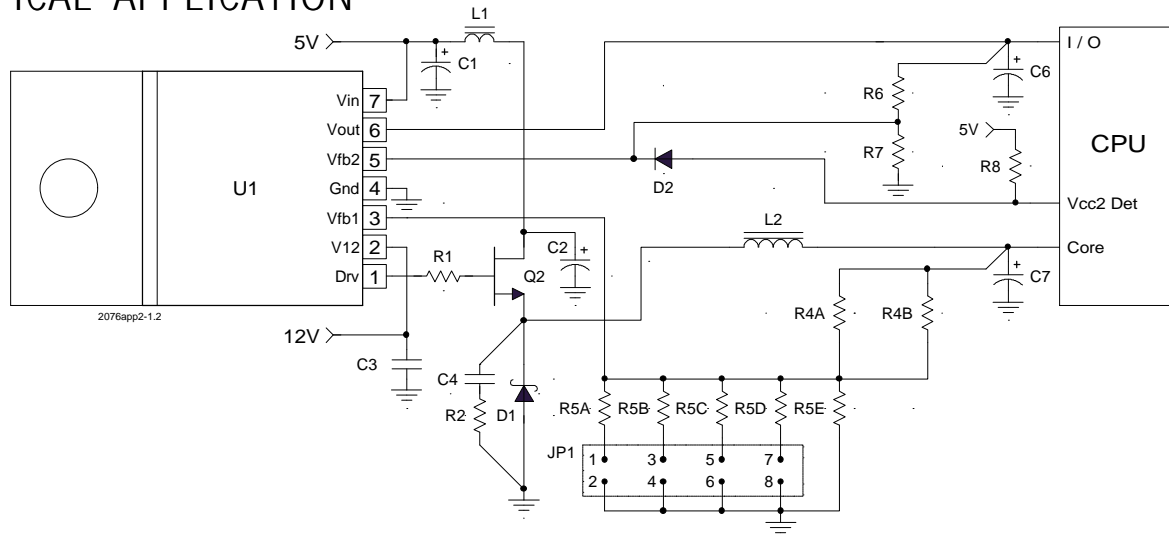 ICAL APPLICATION
L1
5V
C1
+
I / O
C6
+
Vin 7
R6
Vout 6
5V
CPU
Vfb2 5
R7
R8
U1
D2
Gnd 4
Vcc2 Det
Vfb1 3
L2
V12 2
R1
C2
+
Core
Drv 1
Q2
C7
+
2076app2-1.2
R4A
R4B
12V
C3
C4
R2
D1
R5A
R5B
R5C
R5D
R5E
JP1
1 3 5 7
2 4 6 8